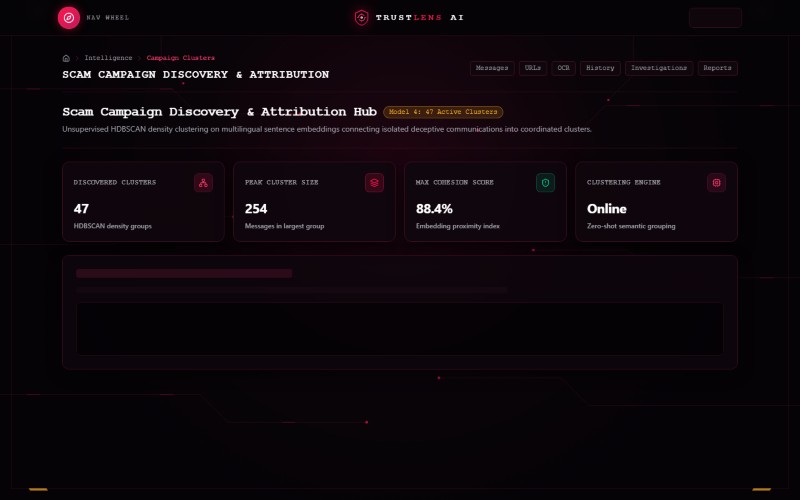 NAV WHEEL
TRUSTLENS AI
Intelligence
Campaign Clusters
SCAM CAMPAIGN DISCOVERY & ATTRIBUTION
Messages
URLs
OCR
History
Investigations
Reports
Scam Campaign Discovery & Attribution Hub
Model 4: 47 Active Clusters
Unsupervised HDBSCAN density clustering on multilingual sentence embeddings connecting isolated deceptive communications into coordinated clusters.
DISCOVERED CLUSTERS
47
HDBSCAN density groups
PEAK CLUSTER SIZE
254
Messages in largest group
MAX COHESION SCORE
88.4%
Embedding proximity index
CLUSTERING ENGINE
Online
Zero-shot semantic grouping